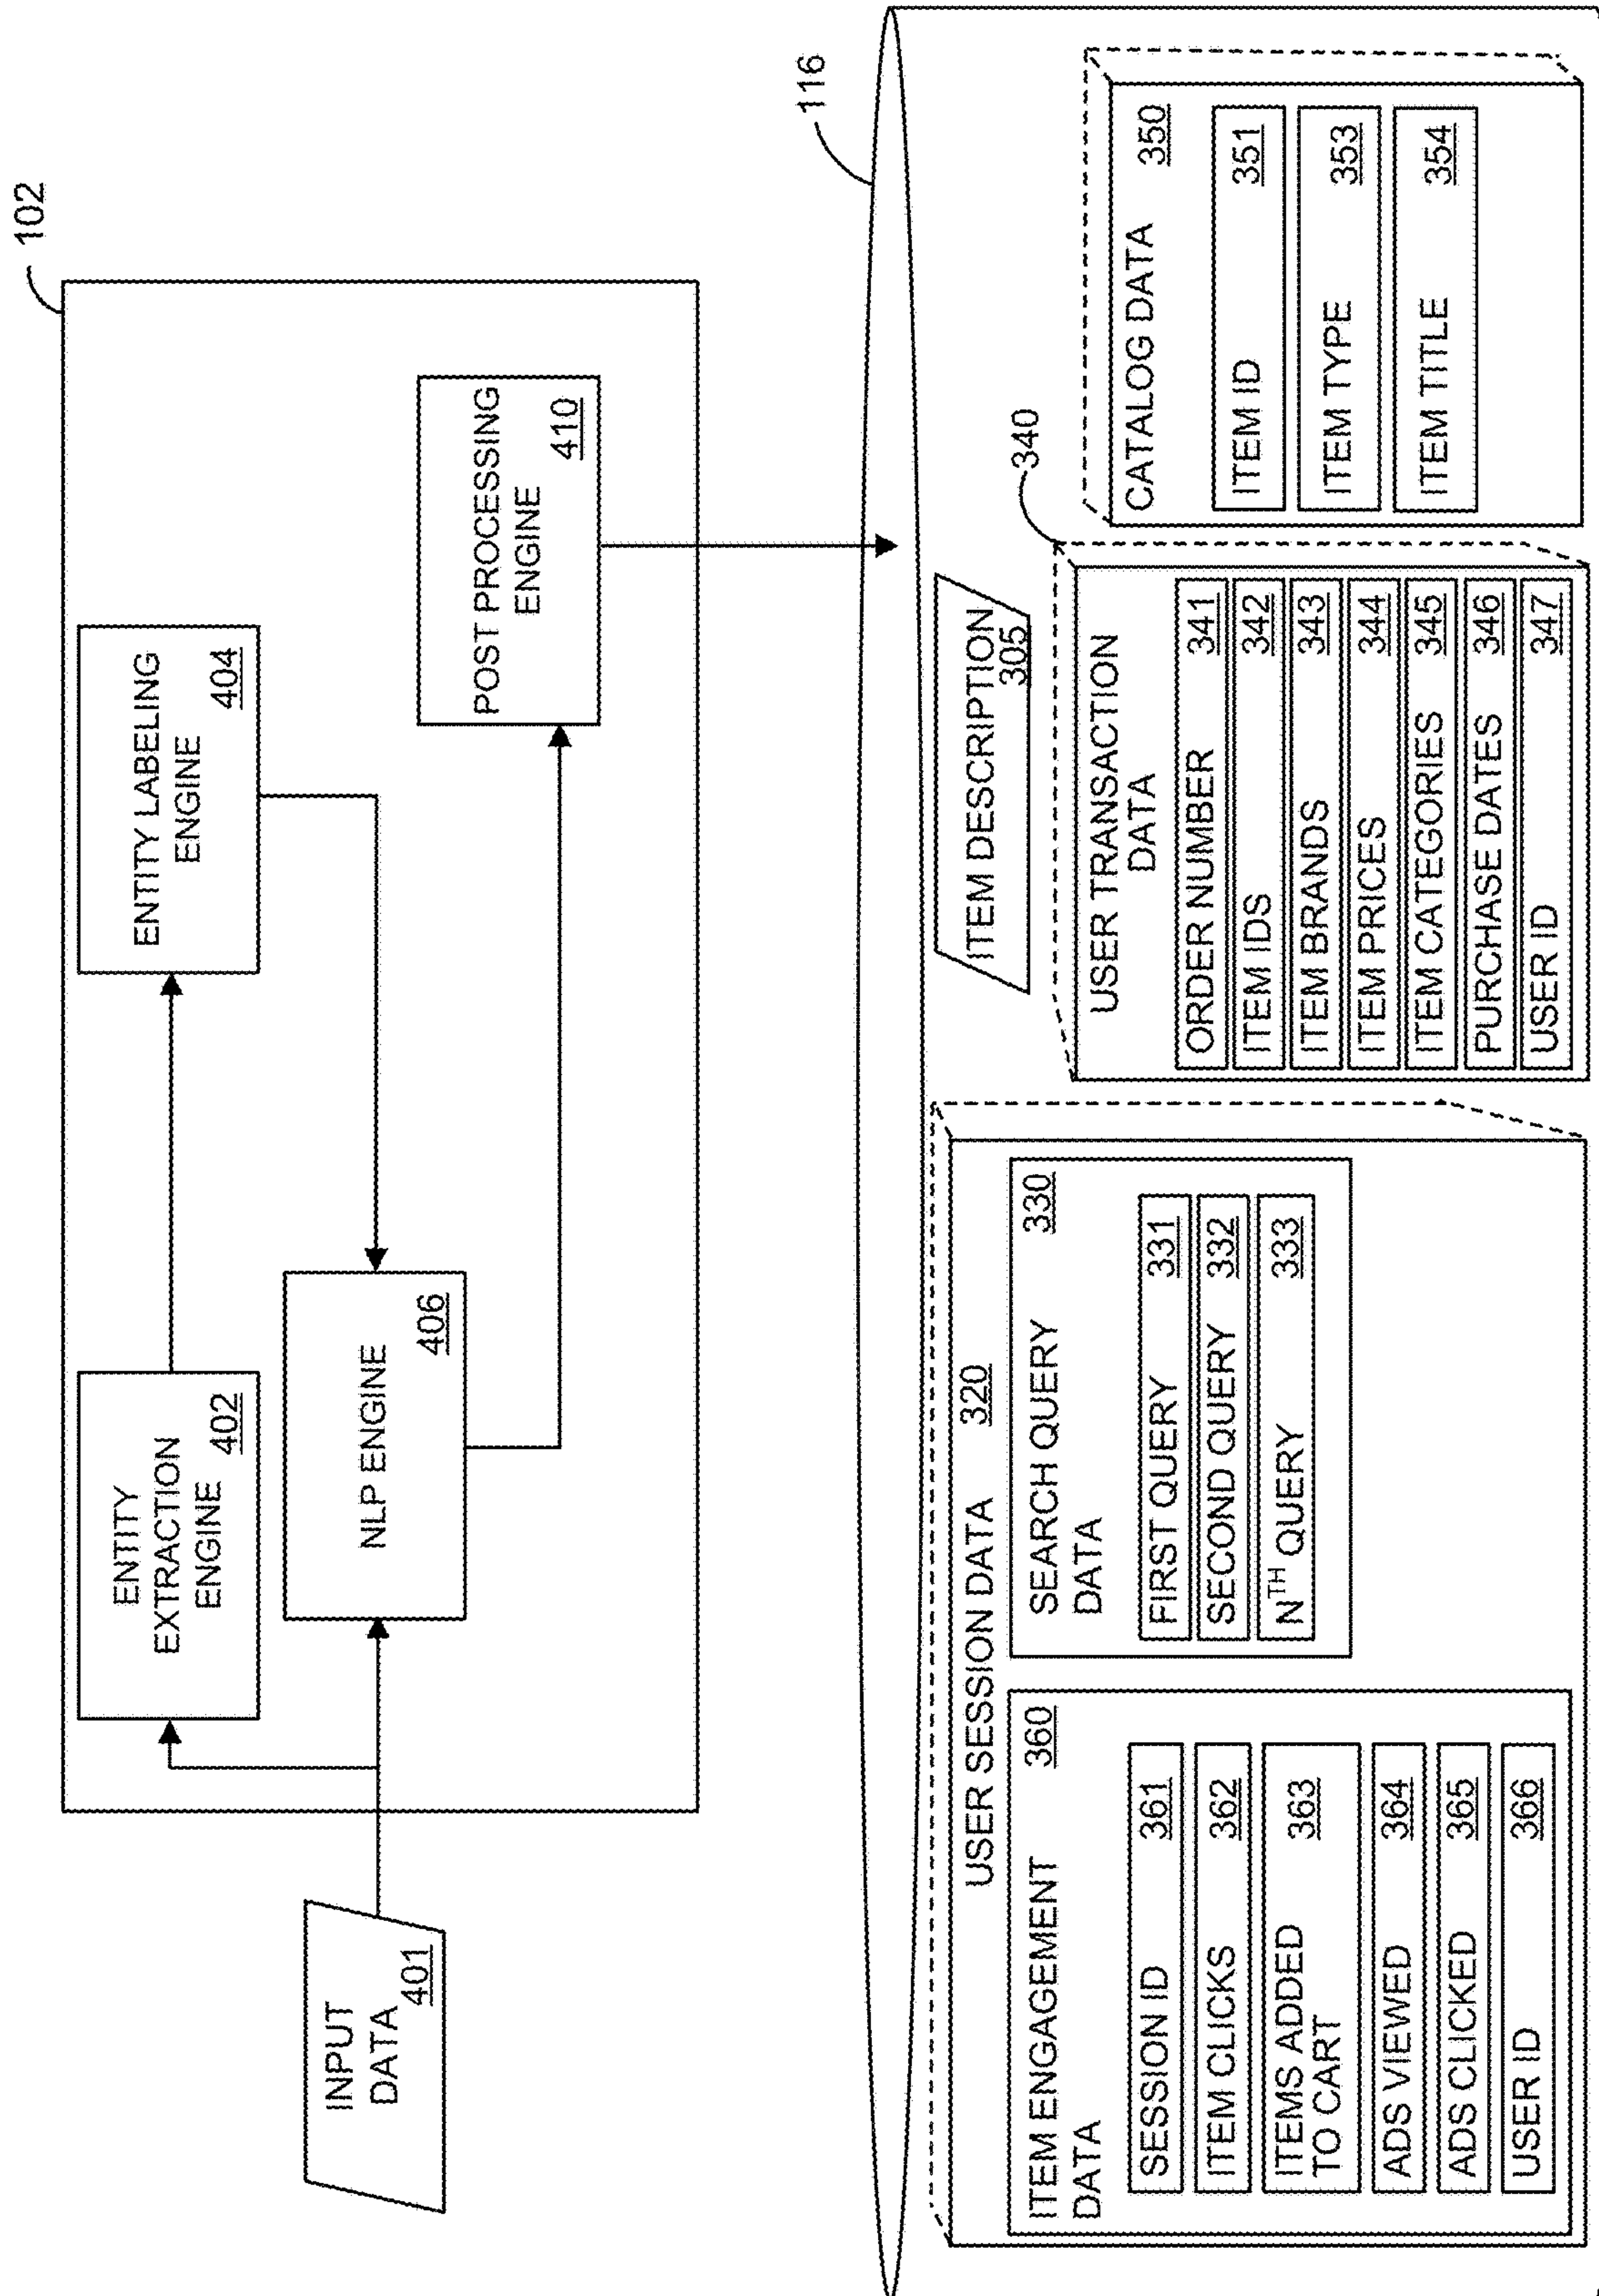 102
INPUT
DATA
401
ENTITY
EXTRACTION
ENGINE
402
ENTITY LABELING
ENGINE
404
NLP ENGINE
406
POST PROCESSING
ENGINE
410
116
USER SESSION DATA 320
ITEM ENGAGEMENT
DATA
360
SESSION ID 361
ITEM CLICKS 362
ITEMS ADDED
TO CART
363
ADS VIEWED 364
ADS CLICKED 365
USER ID 366
SEARCH QUERY
DATA
330
FIRST QUERY 331
SECOND QUERY 332
NTH QUERY 333
ITEM DESCRIPTION
305
340
USER TRANSACTION
DATA
ORDER NUMBER 341
ITEM IDS 342
ITEM BRANDS 343
ITEM PRICES 344
ITEM CATEGORIES 345
PURCHASE DATES 346
USER ID 347
CATALOG DATA
350
ITEM ID 351
ITEM TYPE 353
ITEM TITLE 354